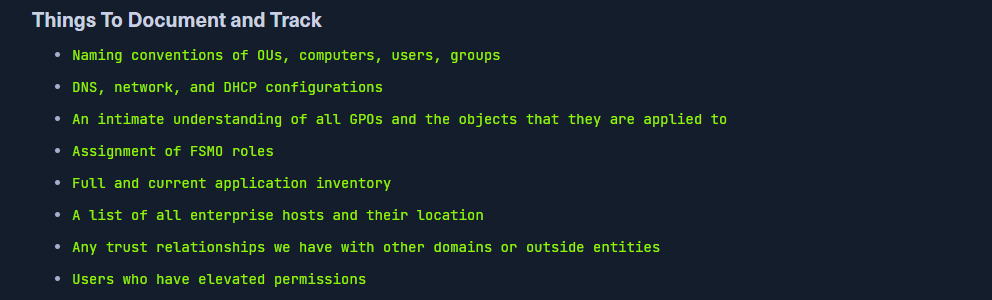 Things To Document and Track
Naming conventions of OUs, computers, users, groups
DNS, network, and DHCP configurations
An intimate understanding of all GPOs and the objects that they are applied to
Assignment of FSMO roles
Full and current application inventory
A list of all enterprise hosts and their location
Any trust relationships we have with other domains or outside entities
Users who have elevated permissions